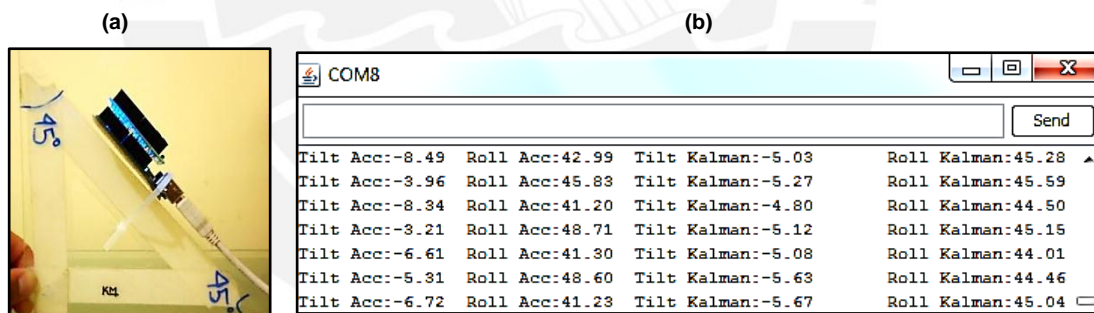 (a)
(b)
45°
45°
KM
COM8
Send
Tilt Acc:-8.49 Roll Acc:42.99 Tilt Kalman:-5.03 Roll Kalman:45.28
Tilt Acc:-3.96 Roll Acc:45.83 Tilt Kalman:-5.27 Roll Kalman:45.59
Tilt Acc:-8.34 Roll Acc:41.20 Tilt Kalman:-4.80 Roll Kalman:44.50
Tilt Acc:-3.21 Roll Acc:48.71 Tilt Kalman:-5.12 Roll Kalman:45.15
Tilt Acc:-6.61 Roll Acc:41.30 Tilt Kalman:-5.08 Roll Kalman:44.01
Tilt Acc:-5.31 Roll Acc:48.60 Tilt Kalman:-5.63 Roll Kalman:44.46
Tilt Acc:-6.72 Roll Acc:41.23 Tilt Kalman:-5.67 Roll Kalman:45.04